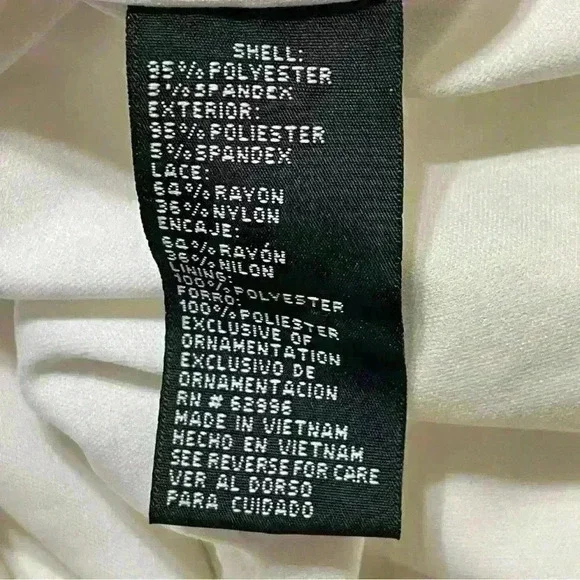 SHELL:
95% POLYESTER
5% SPANDEX
EXTERIOR:
95% POLIESTER
5% SPANDEX
LACE:
64% RAYON
36% NYLON
ENCAJE:
64% RAYÓN
36% NILON
LINING:
100% POLYESTER
FORRO:
100% POLIESTER
EXCLUSIVE OF
ORNAMENTATION
EXCLUSIVO DE
ORNAMENTACION
RN # 63996
MADE IN VIETNAM
HECHO EN VIETNAM
SEE REVERSE FOR CARE
VER AL DORSO
PARA CUIDADO